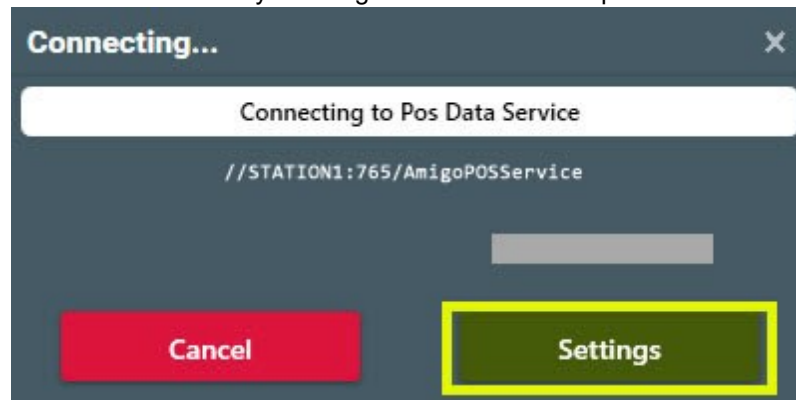 Connecting...
Connecting to Pos Data Service
//STATION1:765/AmigoPOSService
Cancel
Settings